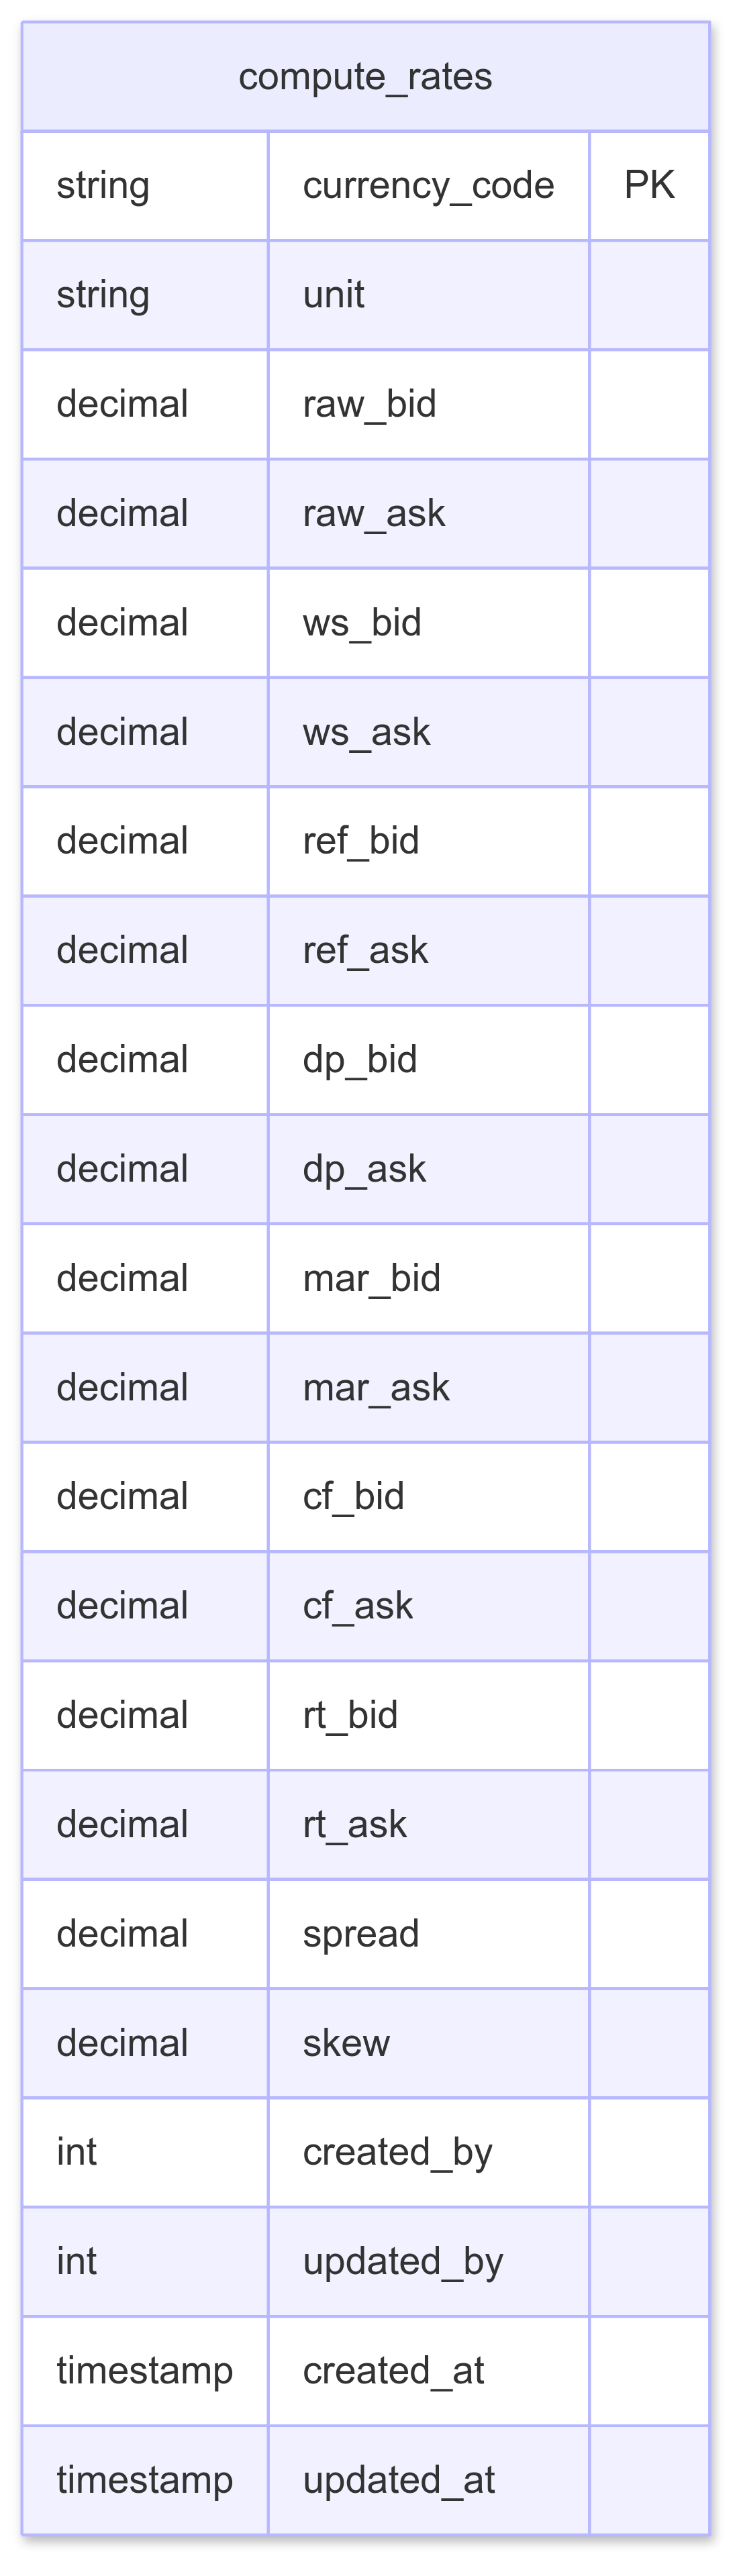 compute_rates
string currency_code PK
string unit
decimal raw_bid
decimal raw_ask
decimal ws_bid
decimal ws_ask
decimal ref_bid
decimal ref_ask
decimal dp_bid
decimal dp_ask
decimal mar_bid
decimal mar_ask
decimal cf_bid
decimal cf_ask
decimal rt_bid
decimal rt_ask
decimal spread
decimal skew
int created_by
int updated_by
timestamp created_at
timestamp updated_at